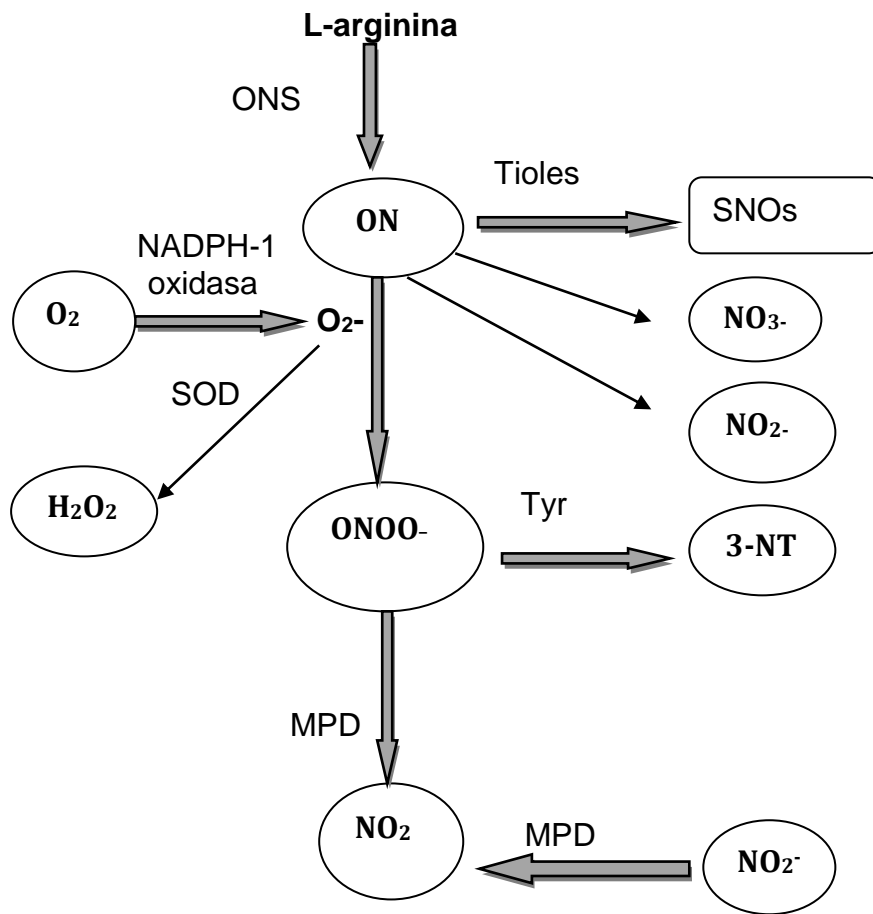 L-arginina
ONS
Tioles
ON
SNOs
NADPH-1
oxidasa
O₂
O₂-
NO₃-
SOD
NO₂-
H₂O₂
ONOO-
Tyr
3-NT
MPD
NO₂
MPD
NO₂⁻